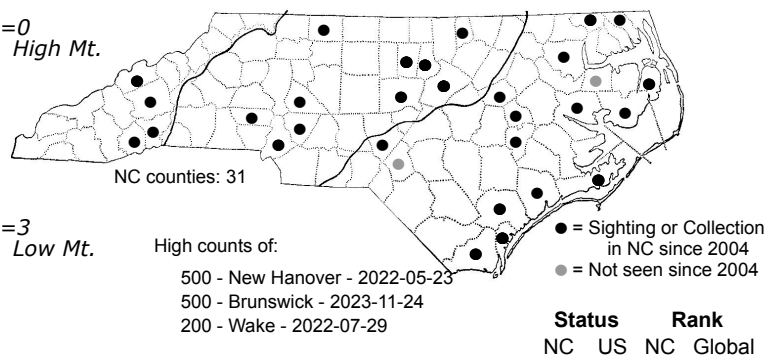 =0
High Mt.
NC counties: 31
=3
Low Mt.
High counts of:
500 - New Hanover - 2022-05-23
500 - Brunswick - 2023-11-24
200 - Wake - 2022-07-29
= Sighting or Collection
in NC since 2004
= Not seen since 2004
Status Rank
NC US NC Global